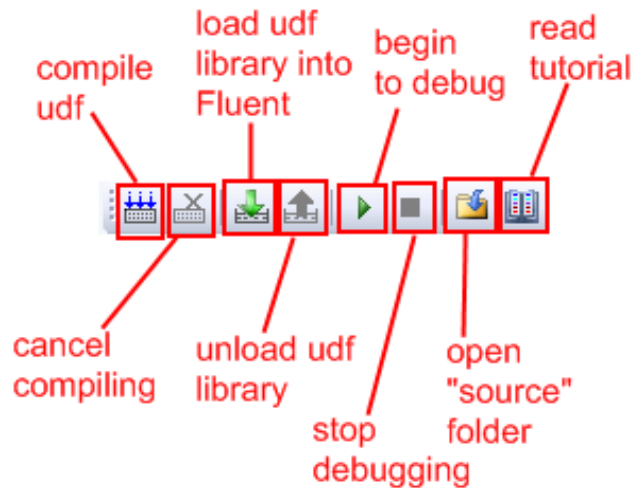 compile
udf
load udf
library into
Fluent
begin
to debug
read
tutorial
cancel
compiling
unload udf
library
stop
debugging
open
"source"
folder